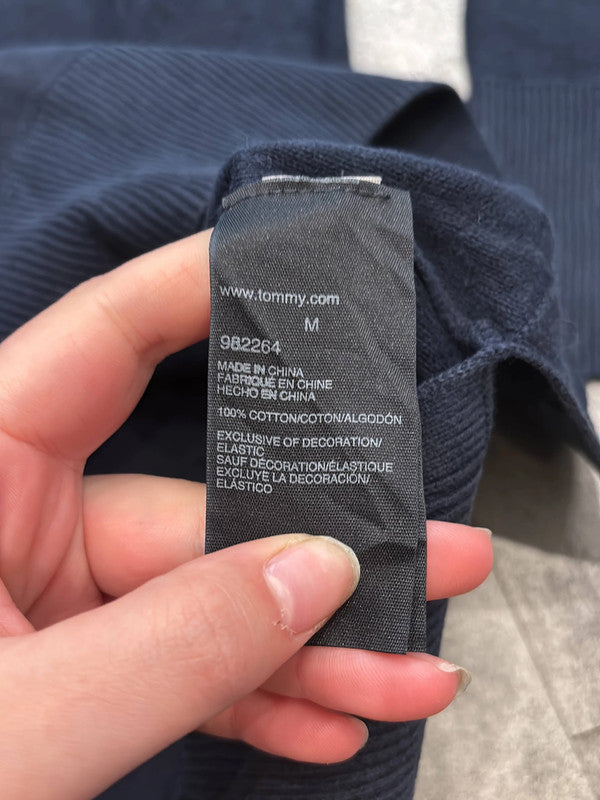 www.tommy.com
M
982264
MADE IN CHINA
FABRIQUÉ EN CHINE
HECHO EN CHINA
100% COTTON/COTON/ALGODÓN
EXCLUSIVE OF DECORATION/
ELASTIC
SAUF DÉCORATION/ÉLASTIQUE
EXCLUYE LA DECORACIÓN/
ELÁSTICO